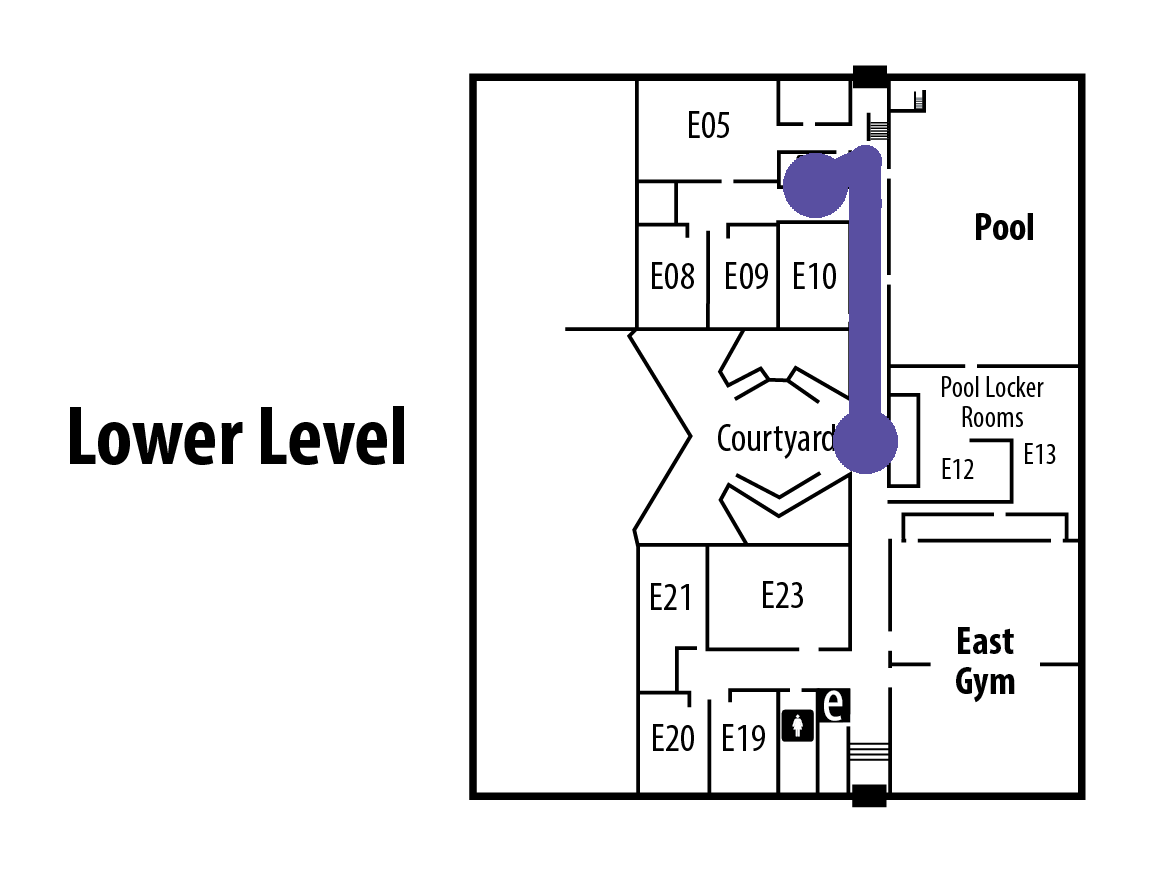 E05
Pool
E08
E09
E10
Pool Locker
Rooms
Lower Level
Courtyard
E12
E13
E21
E23
East
Gym
e
E20
E19